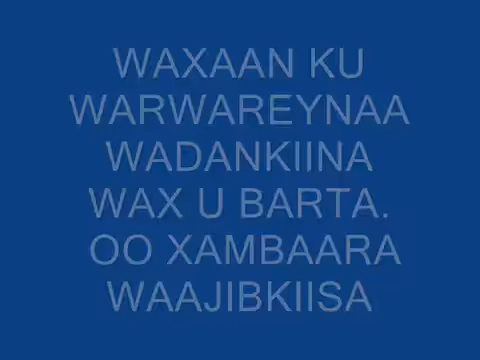 WAXAAN KU
WARWAREYNAA
WADANKIINA
WAX U BARTA.
OO XAMBAARA
WAAJIBKIISA